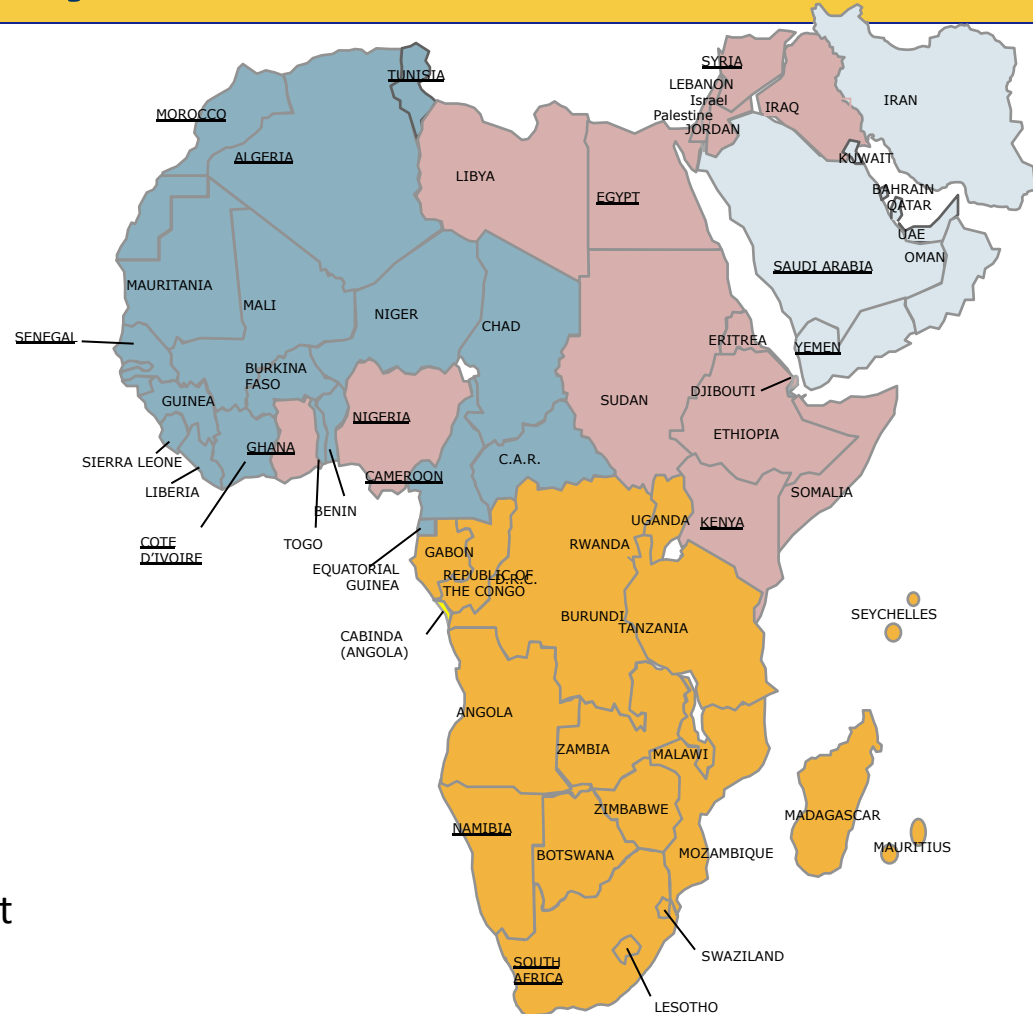 SYRIA
TUNISIA
LEBANON
Israel
IRAN
IRAQ
MOROCCO
Palestine
JORDAN
ALGERIA
KUWAIT
LIBYA
EGYPT
BAHRAIN
QATAR
UAE
OMAN
SAUDI ARABIA
MAURITANIA
MALI
NIGER
CHAD
SENEGAL
ERITREA
YEMEN
BURKINA
FASO
DJIBOUTI
GUINEA
SUDAN
NIGERIA
ETHIOPIA
GHANA
SIERRA LEONE
C.A.R.
CAMEROON
LIBERIA
SOMALIA
BENIN
UGANDA
KENYA
COTE
D'IVOIRE
TOGO
RWANDA
GABON
EQUATORIAL
GUINEA
REPUBLIC OF
THE CONGO
D.R.C.
BURUNDI
TANZANIA
SEYCHELLES
CABINDA
(ANGOLA)
ANGOLA
ZAMBIA
MALAWI
ZIMBABWE
MADAGASCAR
NAMIBIA
MAURITIUS
BOTSWANA
MOZAMBIQUE
t
SWAZILAND
SOUTH
AFRICA
LESOTHO